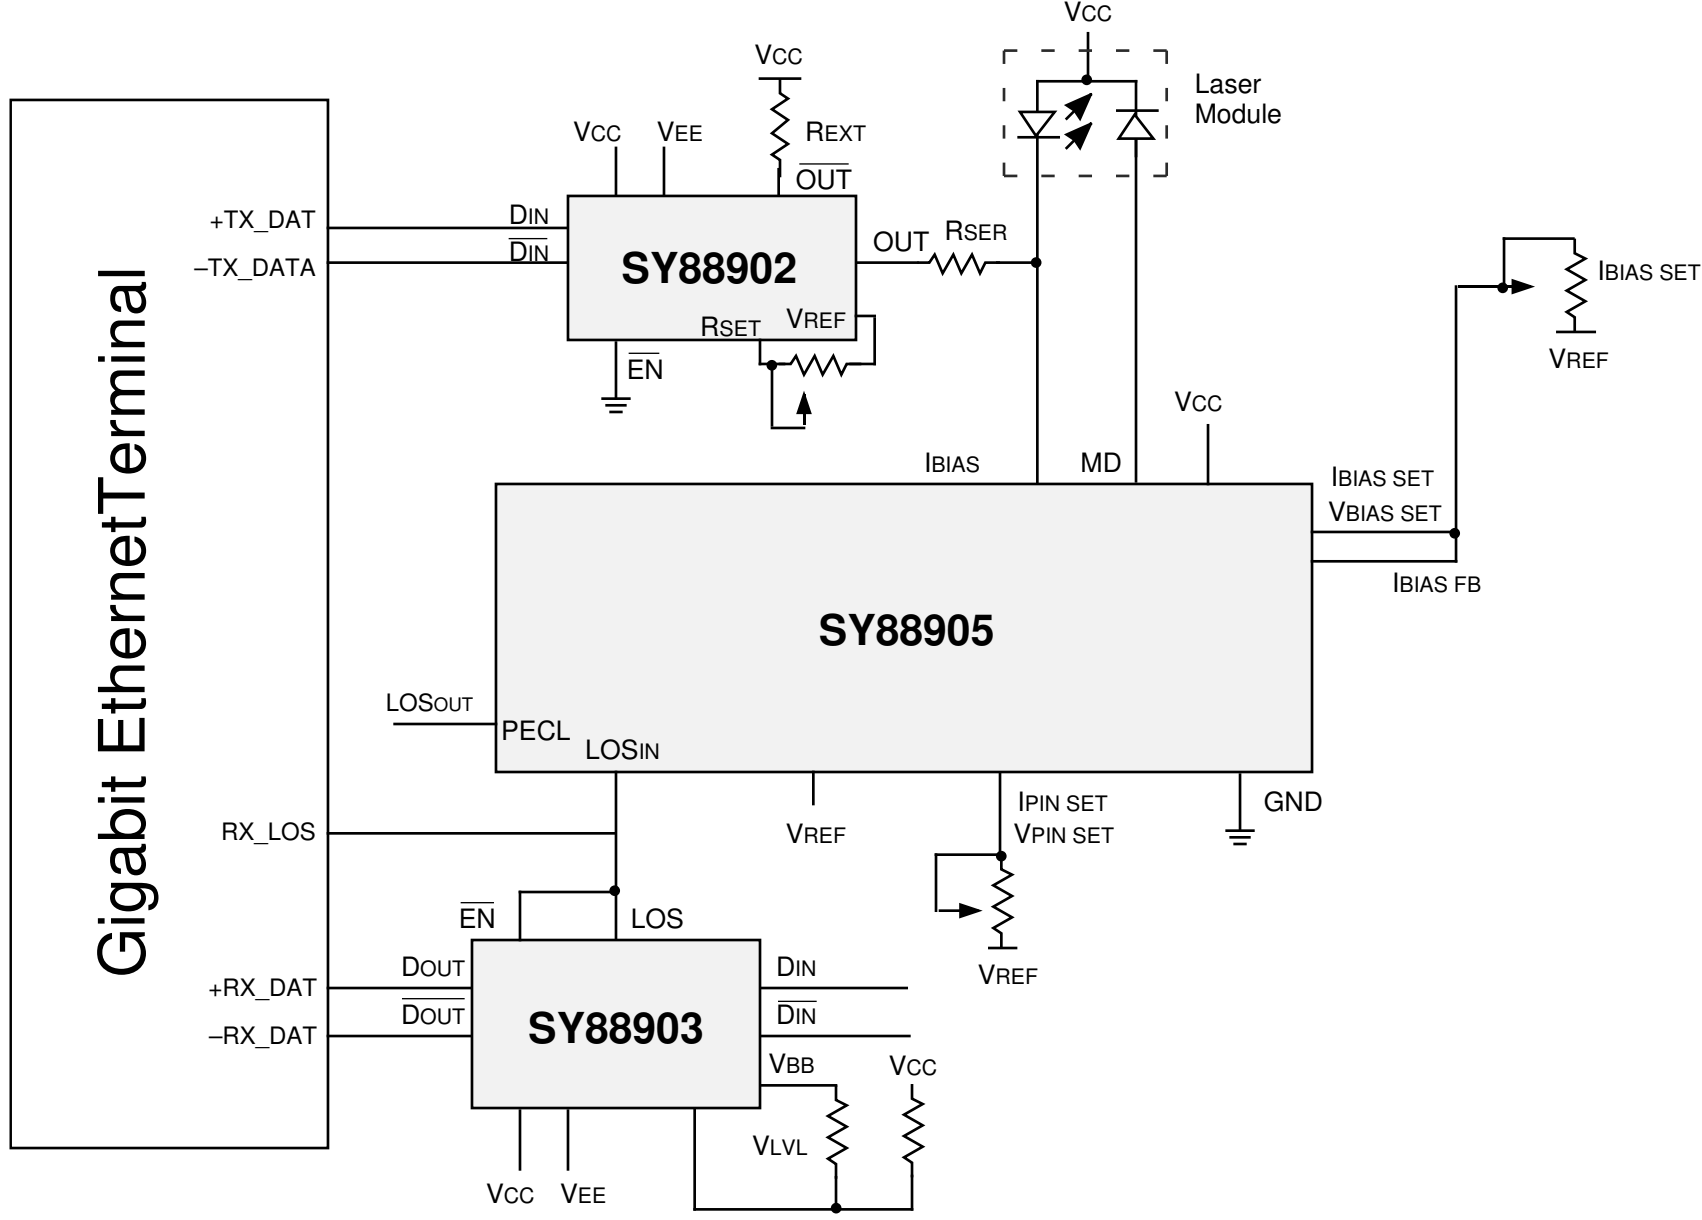 VCC
Laser
Module
VCC
REXT
VCC
VEE
OUT
+TX_DAT
DIN
–TX_DATA
DIN
SY88902
OUT
RSER
RSET
VREF
EN
IBIAS SET
VREF
VCC
IBIAS
MD
IBIAS SET
VBIAS SET
IBIAS FB
Gigabit EthernetTerminal
SY88905
LOSOUT
PECL
LOSIN
RX_LOS
VREF
IPIN SET
VPIN SET
GND
VREF
EN
LOS
+RX_DAT
DOUT
DIN
–RX_DAT
DOUT
SY88903
DIN
VBB
VCC
VLVL
VCC
VEE